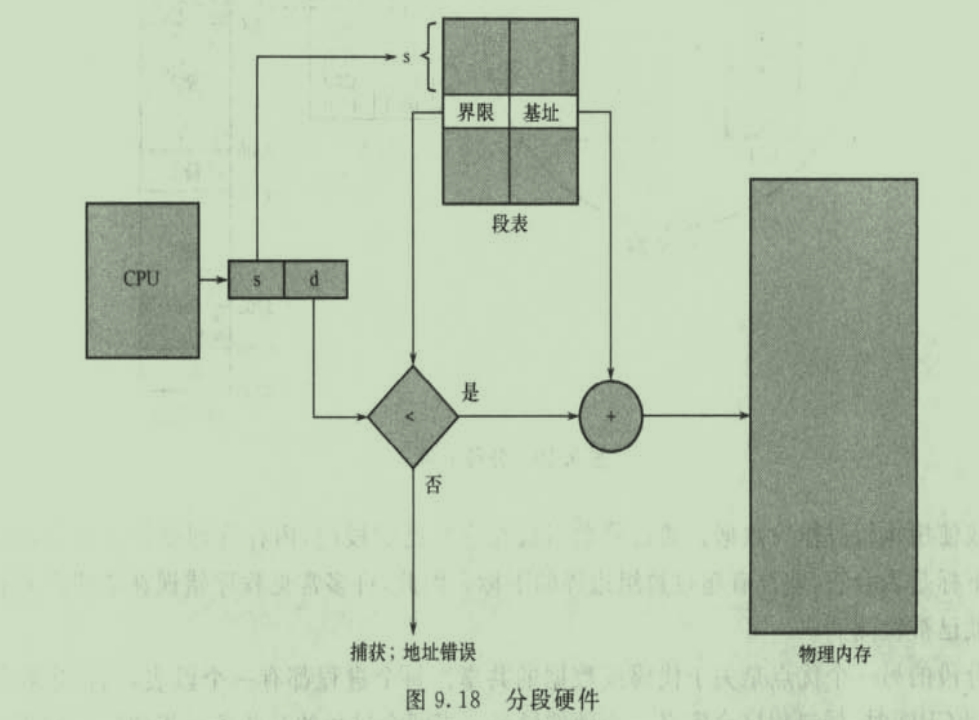 s
界限 基址
段表
CPU
s d
<
是
+
否
捕获；地址错误
物理内存
图 9.18 分段硬件